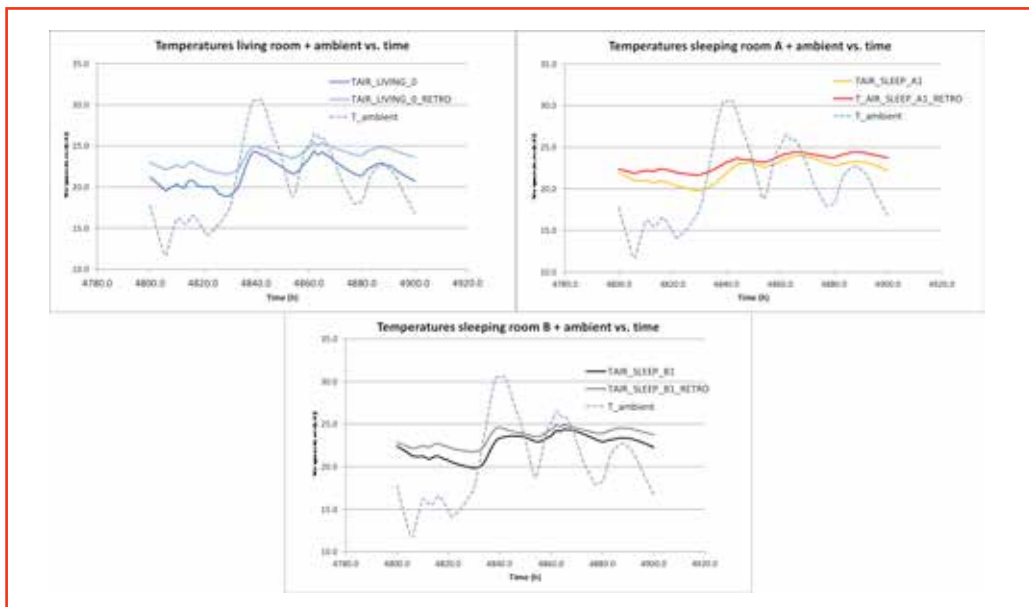 Temperatures living room + ambient vs. time
35.0
30.0
25.0
20.0
15.0
10.0
TAIR_LIVING_0
TAIR_LIVING_0_RETRO
T_ambient
4780.0 4800.0 4820.0 4840.0 4860.0 4880.0 4900.0 4920.0
Time (h)
Temperatures sleeping room A + ambient vs. time
35.0
30.0
25.0
20.0
15.0
10.0
TAIR_SLEEP_A1
T_AIR_SLEEP_A1_RETRO
T_ambient
4780.0 4800.0 4820.0 4840.0 4860.0 4880.0 4900.0 4920.0
Time (h)
Temperatures sleeping room B + ambient vs. time
35.0
30.0
25.0
20.0
15.0
10.0
TAIR_SLEEP_B1
TAIR_SLEEP_B1_RETRO
T_ambient
4780.0 4800.0 4820.0 4840.0 4860.0 4880.0 4900.0 4920.0
Time (h)